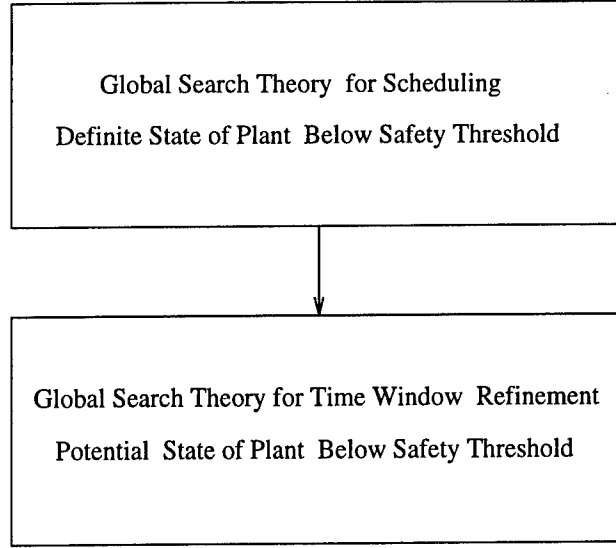 Global Search Theory for Scheduling
Definite State of Plant Below Safety Threshold
Global Search Theory for Time Window Refinement
Potential State of Plant Below Safety Threshold